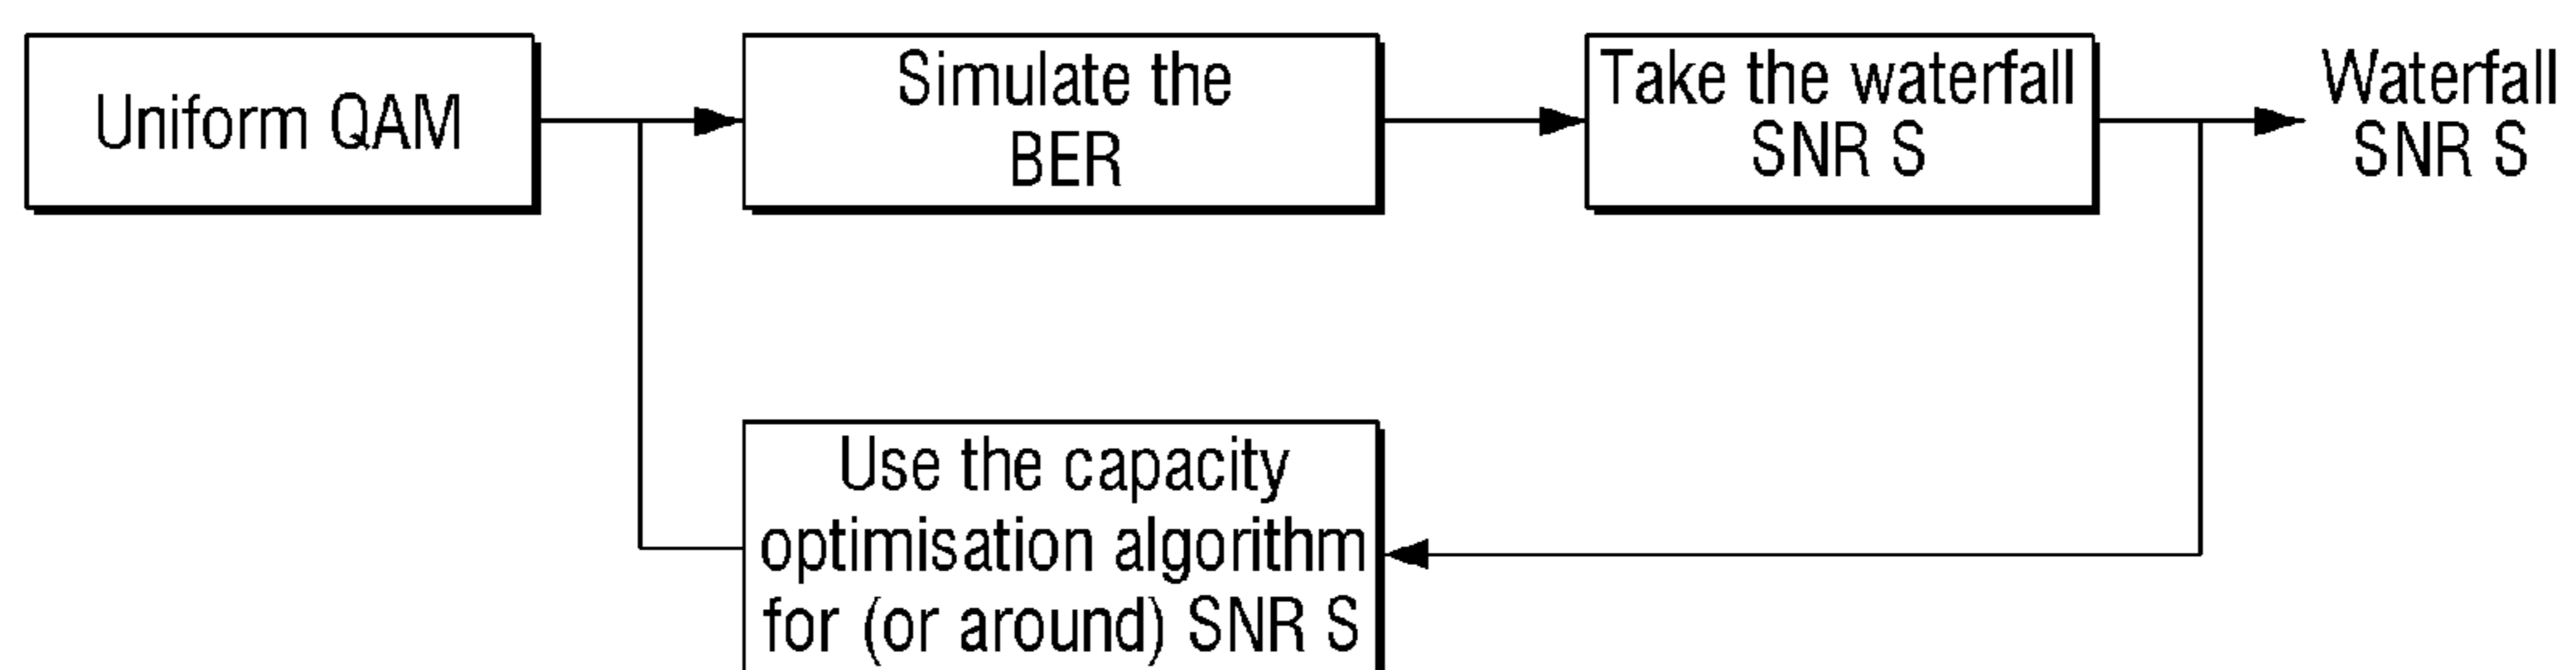 Uniform QAM
Simulate the
BER
Take the waterfall
SNR S
Waterfall
SNR S
Use the capacity
optimisation algorithm
for (or around) SNR S